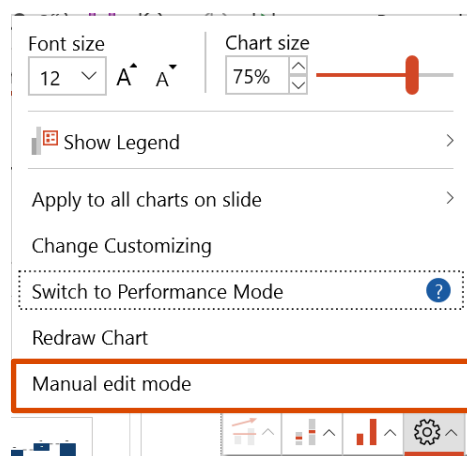 Font size
Chart size
12
A A
75%
Show Legend
Apply to all charts on slide
Change Customizing
Switch to Performance Mode ?
Redraw Chart
Manual edit mode